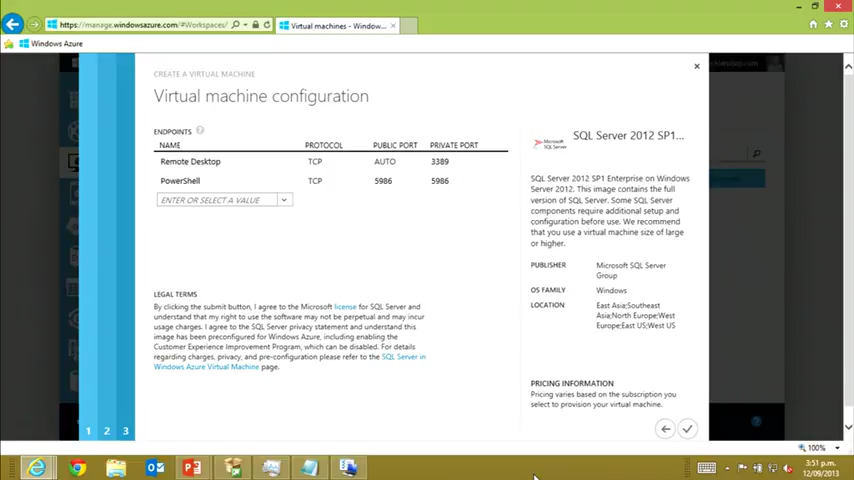 https://manage.windowsazure.com/#Workspaces/
Virtual machines - Window...
Windows Azure
CREATE A VIRTUAL MACHINE
Virtual machine configuration
ENDPOINTS ?
NAME PROTOCOL PUBLIC PORT PRIVATE PORT
Remote Desktop TCP AUTO 3389
PowerShell TCP 5986 5986
ENTER OR SELECT A VALUE
LEGAL TERMS
By clicking the submit button, I agree to the Microsoft license for SQL Server and
understand that my right to use the software may not be perpetual and may incur
usage charges. I agree to the SQL Server privacy statement and understand this
image has been preconfigured for Windows Azure, including enabling the
Customer Experience Improvement Program, which can be disabled. For details
regarding charges, privacy, and pre-configuration please refer to the SQL Server in
Windows Azure Virtual Machine page.
1 2 3
Microsoft
SQL Server
SQL Server 2012 SP1...
SQL Server 2012 SP1 Enterprise on Windows
Server 2012. This image contains the full
version of SQL Server. Some SQL Server
components require additional setup and
configuration before use. We recommend
that you use a virtual machine size of large
or higher.
PUBLISHER Microsoft SQL Server
Group
OS FAMILY Windows
LOCATION East Asia;Southeast
Asia;North Europe;West
Europe;East US;West US
PRICING INFORMATION
Pricing varies based on the subscription you
select to provision your virtual machine.
100%
3:51 p.m.
12/09/2013